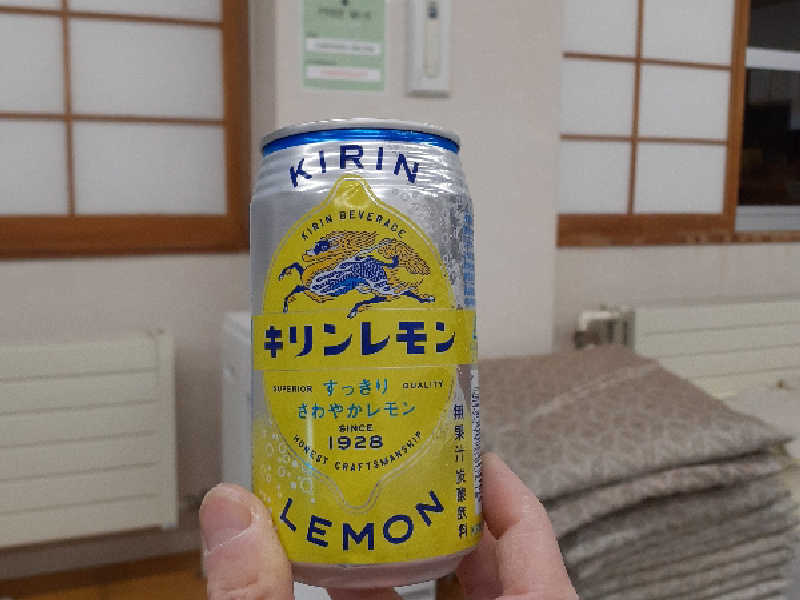 KIRIN
KIRIN BEVERAGE
キリンレモン
SUPERIOR すっきり QUALITY
さわやかレモン
SINCE
1928
HONEST CRAFTSMANSHIP
LEMON
無果汁炭酸飲料